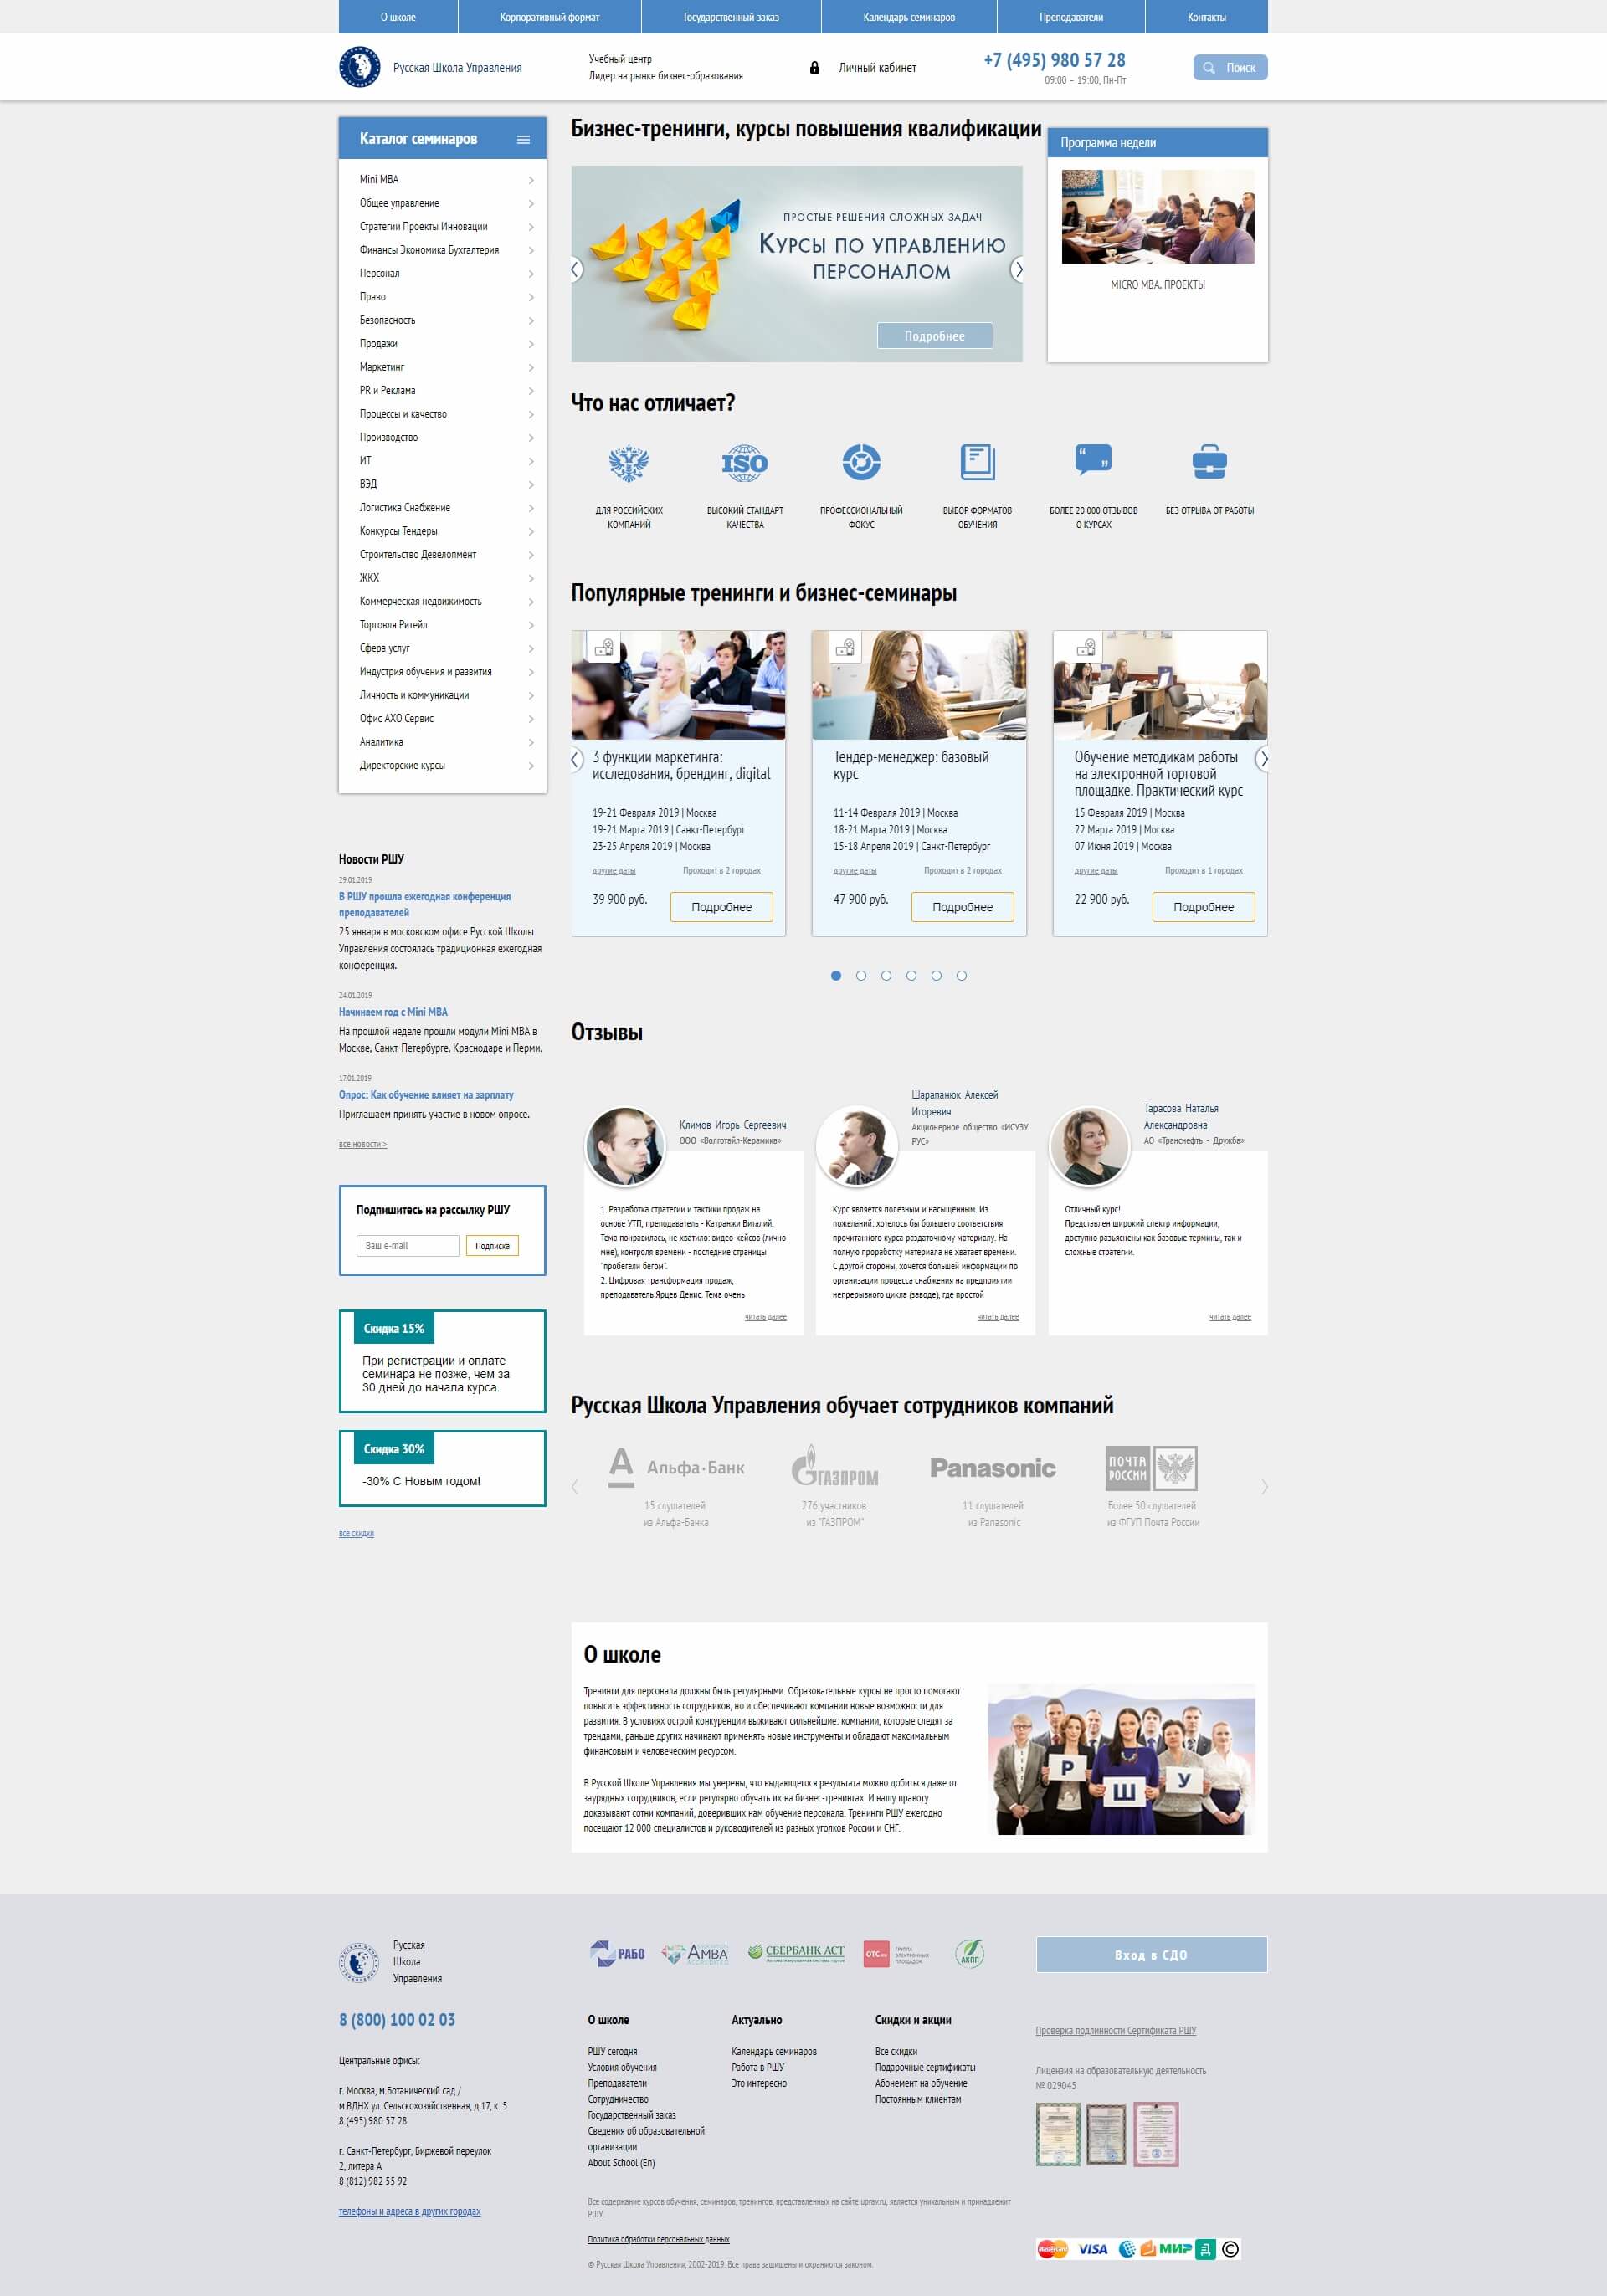 О школе
Корпоративный формат
Государственный заказ
Календарь семинаров
Преподаватели
Контакты
Русская Школа Управления
Учебный центр
Лидер на рынке бизнес-образования
Личный кабинет
+7 (495) 980 57 28
09:00 – 19:00, Пн-Пт
Поиск
Каталог семинаров
Mini MBA
Общее управление
Стратегии Проекты Инновации
Финансы Экономика Бухгалтерия
Персонал
Право
Безопасность
Продажи
Маркетинг
PR и Реклама
Процессы и качество
Производство
ИТ
ВЭД
Логистика Снабжение
Конкурсы Тендеры
Строительство Девелопмент
ЖКХ
Коммерческая недвижимость
Торговля Ритейл
Сфера услуг
Индустрия обучения и развития
Личность и коммуникации
Офис АХО Сервис
Аналитика
Директорские курсы
Новости РШУ
29.01.2019
В РШУ прошла ежегодная конференция
преподавателей
25 января в московском офисе Русской Школы
Управления состоялась традиционная ежегодная
конференция.
24.01.2019
Начинаем год с Mini MBA
На прошлой неделе прошли модули Mini MBA в
Москве, Санкт-Петербурге, Краснодаре и Перми.
17.01.2019
Опрос: Как обучение влияет на зарплату
Приглашаем принять участие в новом опросе.
все новости >
Подпишитесь на рассылку РШУ
Ваш e-mail
Подписка
Скидка 15%
При регистрации и оплате
семинара не позже, чем за
30 дней до начала курса.
Скидка 30%
-30% С Новым годом!
все скидки
Бизнес-тренинги, курсы повышения квалификации
ПРОСТЫЕ РЕШЕНИЯ СЛОЖНЫХ ЗАДАЧ
Курсы по управлению
персоналом
Подробнее
Программа недели
MICRO MBA. ПРОЕКТЫ
Что нас отличает?
ISO
ДЛЯ РОССИЙСКИХ
КОМПАНИЙ
ВЫСОКИЙ СТАНДАРТ
КАЧЕСТВА
ПРОФЕССИОНАЛЬНЫЙ
ФОКУС
ВЫБОР ФОРМАТОВ
ОБУЧЕНИЯ
БОЛЕЕ 20 000 ОТЗЫВОВ
О КУРСАХ
БЕЗ ОТРЫВА ОТ РАБОТЫ
Популярные тренинги и бизнес-семинары
3 функции маркетинга:
исследования, брендинг, digital
19-21 Февраля 2019 | Москва
19-21 Марта 2019 | Санкт-Петербург
23-25 Апреля 2019 | Москва
другие даты
Проходит в 2 городах
39 900 руб.
Подробнее
Тендер-менеджер: базовый
курс
11-14 Февраля 2019 | Москва
18-21 Марта 2019 | Москва
15-18 Апреля 2019 | Санкт-Петербург
другие даты
Проходит в 2 городах
47 900 руб.
Подробнее
Обучение методикам работы
на электронной торговой
площадке. Практический курс
15 Февраля 2019 | Москва
22 Марта 2019 | Москва
07 Июня 2019 | Москва
другие даты
Проходит в 1 городах
22 900 руб.
Подробнее
Отзывы
Климов Игорь Сергеевич
ООО «Волготайл-Керамика»
1. Разработка стратегии и тактики продаж на
основе УТП, преподаватель - Катранжи Виталий.
Тема понравилась, не хватило: видео-кейсов (лично
мне), контроля времени - последние страницы
"пробегали бегом".
2. Цифровая трансформация продаж,
преподаватель Ярцев Денис. Тема очень
читать далее
Шарапанюк Алексей
Игоревич
Акционерное общество «ИСУЗУ
РУС»
Курс является полезным и насыщенным. Из
пожеланий: хотелось бы большего соответствия
прочитанного курса раздаточному материалу. На
полную проработку материала не хватает времени.
С другой стороны, хочется большей информации по
организации процесса снабжения на предприятии
непрерывного цикла (заводе), где простой
читать далее
Тарасова Наталья
Александровна
АО «Транснефть - Дружба»
Отличный курс!
Представлен широкий спектр информации,
доступно разъяснены как базовые термины, так и
сложные стратегии.
читать далее
Русская Школа Управления обучает сотрудников компаний
Альфа·Банк
15 слушателей
из Альфа-Банка
ГАЗПРОМ
276 участников
из "ГАЗПРОМ"
Panasonic
11 слушателей
из Panasonic
ПОЧТА
РОССИИ
Более 50 слушателей
из ФГУП Почта России
О школе
Тренинги для персонала должны быть регулярными. Образовательные курсы не просто помогают
повысить эффективность сотрудников, но и обеспечивают компании новые возможности для
развития. В условиях острой конкуренции выживают сильнейшие: компании, которые следят за
трендами, раньше других начинают применять новые инструменты и обладают максимальным
финансовым и человеческим ресурсом.
В Русской Школе Управления мы уверены, что выдающегося результата можно добиться даже от
заурядных сотрудников, если регулярно обучать их на бизнес-тренингах. И нашу правоту
доказывают сотни компаний, доверивших нам обучение персонала. Тренинги РШУ ежегодно
посещают 12 000 специалистов и руководителей из разных уголков России и СНГ.
Р Ш У
Русская
Школа
Управления
8 (800) 100 02 03
Центральные офисы:
г. Москва, м.Ботанический сад /
м.ВДНХ ул. Сельскохозяйственная, д.17, к. 5
8 (495) 980 57 28
г. Санкт-Петербург, Биржевой переулок
2, литера А
8 (812) 982 55 92
телефоны и адреса в других городах
РАБО
AMBA
ACCREDITED
СБЕРБАНК-АСТ
Автоматизированная система торгов
OTC.RU
ГРУППА
ЭЛЕКТРОННЫХ
ПЛОЩАДОК
АКПП
Вход в СДО
О школе
РШУ сегодня
Условия обучения
Преподаватели
Сотрудничество
Государственный заказ
Сведения об образовательной
организации
About School (En)
Актуально
Календарь семинаров
Работа в РШУ
Это интересно
Скидки и акции
Все скидки
Подарочные сертификаты
Абонемент на обучение
Постоянным клиентам
Проверка подлинности Сертификата РШУ
Лицензия на образовательную деятельность
№ 029045
Все содержание курсов обучения, семинаров, тренингов, представленных на сайте uprav.ru, является уникальным и принадлежит
РШУ.
Политика обработки персональных данных
© Русская Школа Управления, 2002-2019. Все права защищены и охраняются законом.
MasterCard
VISA
МИР